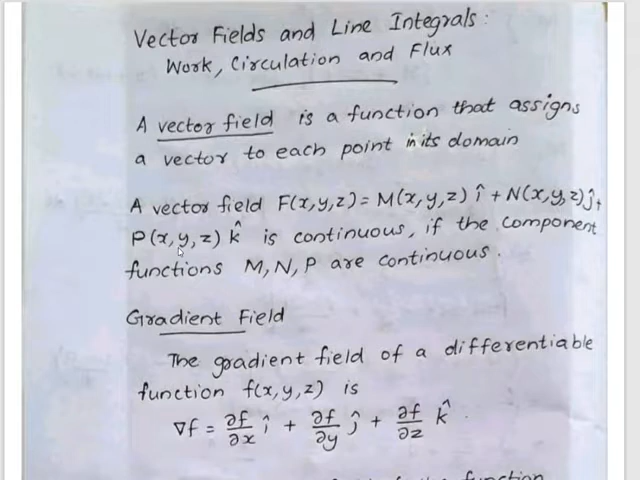 Vector Fields and Line Integrals:
Work, Circulation and Flux
A vector field is a function that assigns
a vector to each point in its domain
A vector field F(x,y,z) = M(x,y,z) î + N(x,y,z) ĵ +
P(x,y,z) k̂ is continuous, if the component
functions M, N, P are continuous.
Gradient Field
The gradient field of a differentiable
function f(x,y,z) is
∇f = ∂f/∂x î + ∂f/∂y ĵ + ∂f/∂z k̂.
function